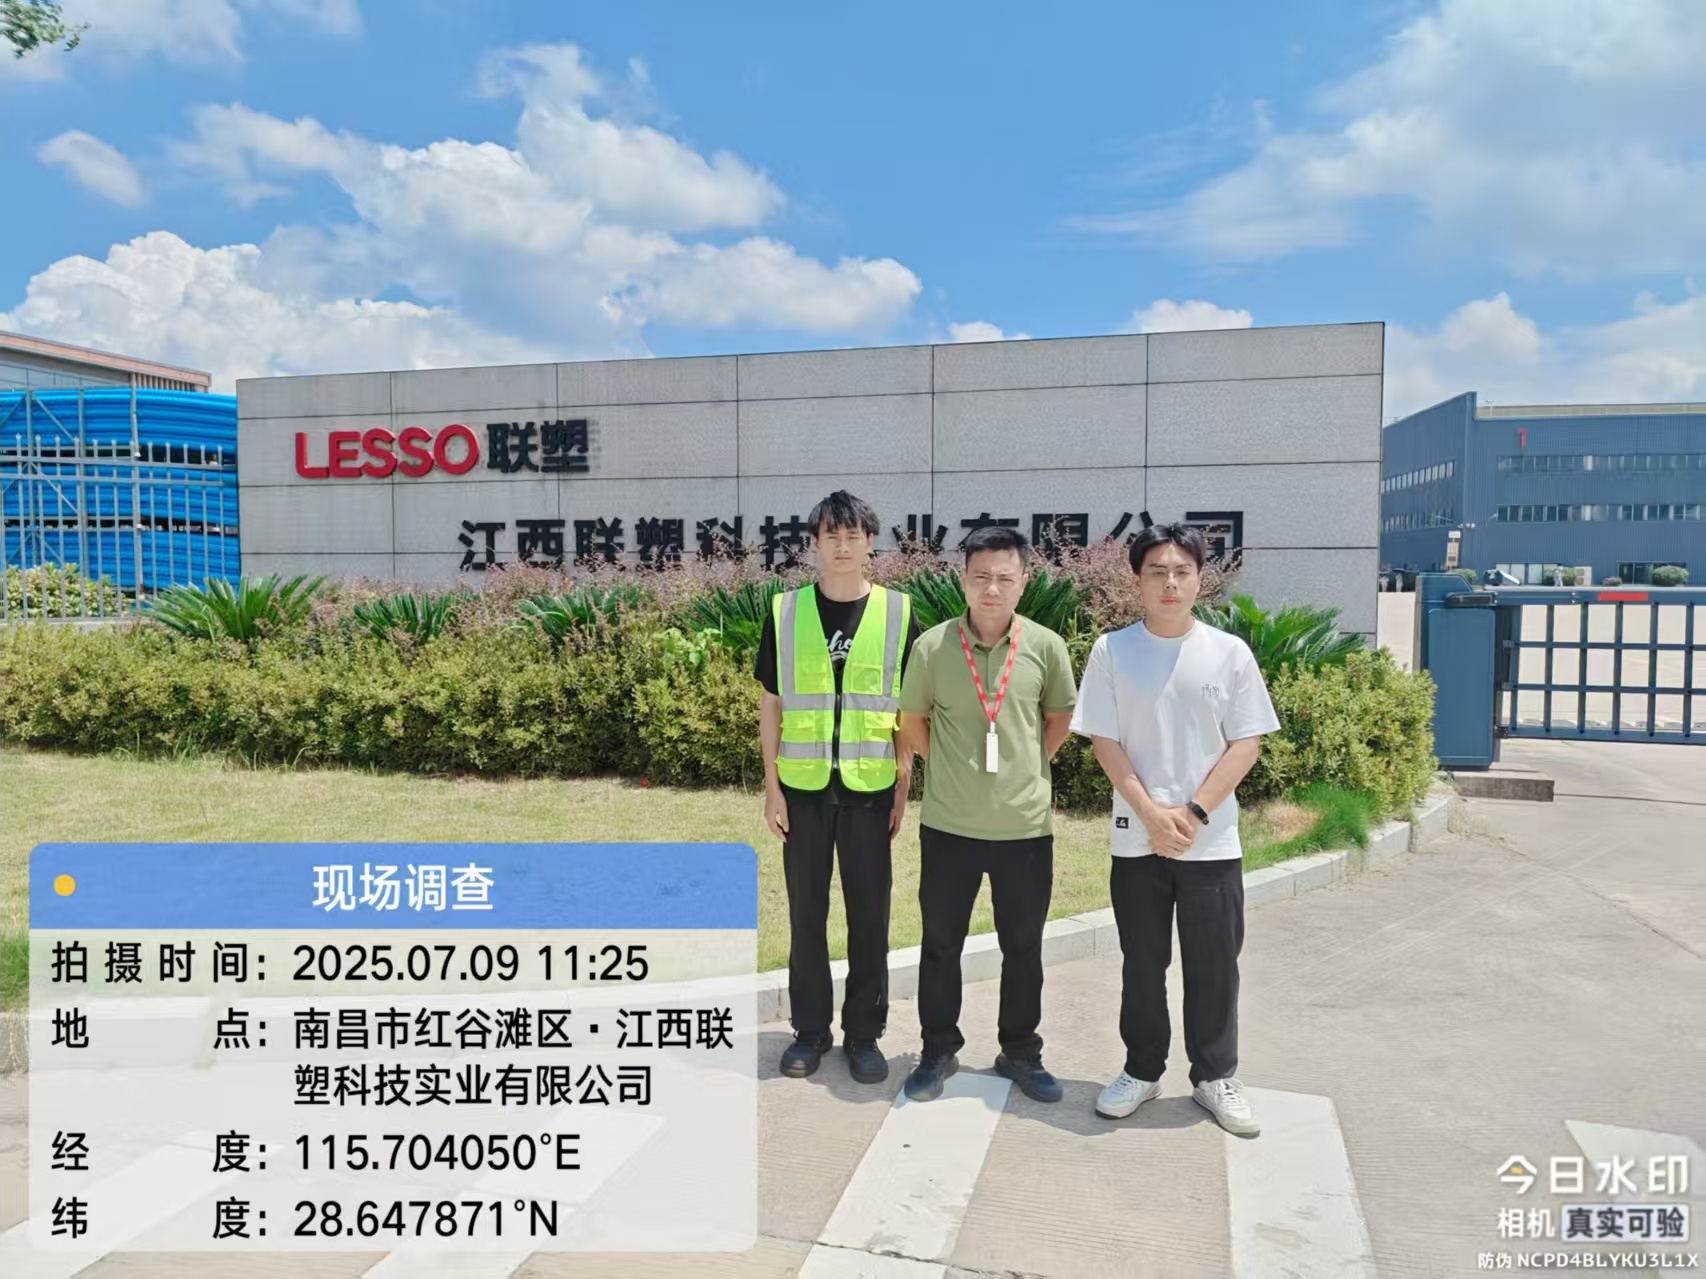 LESSO联塑
江西联塑科技实业有限公司
现场调查
拍摄时间：2025.07.09 11:25
地点：南昌市红谷滩区·江西联
塑科技实业有限公司
经度：115.704050°E
纬度：28.647871°N
今日水印
相机 真实可验
防伪 NCPD4BLYKU3L1X